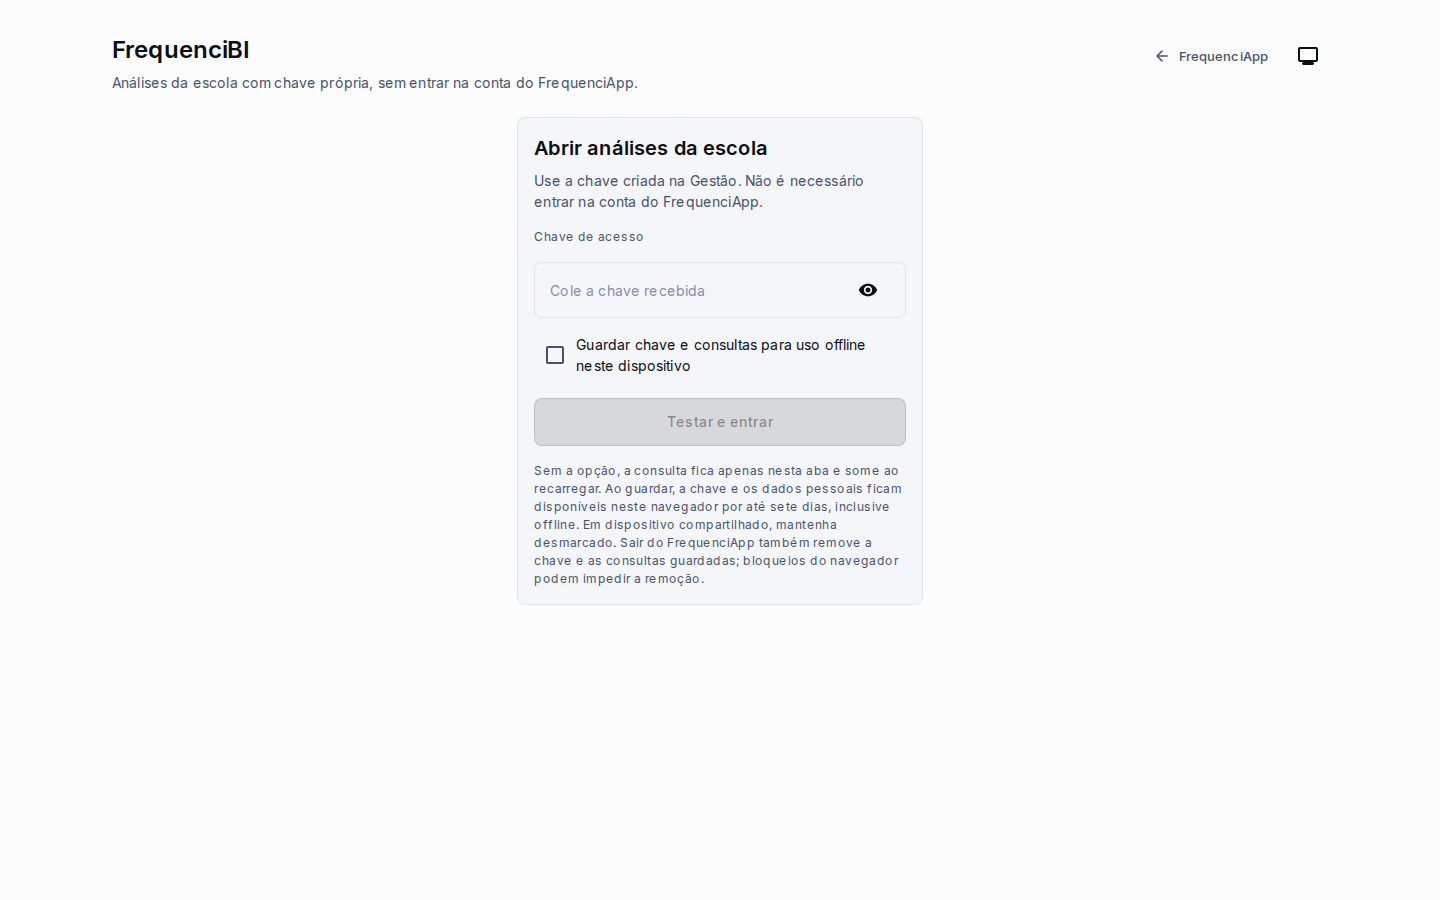 FrequenciBI
Análises da escola com chave própria, sem entrar na conta do FrequenciApp.
FrequenciApp
Abrir análises da escola
Use a chave criada na Gestão. Não é necessário
entrar na conta do FrequenciApp.
Chave de acesso
Cole a chave recebida
Guardar chave e consultas para uso offline
neste dispositivo
Testar e entrar
Sem a opção, a consulta fica apenas nesta aba e some ao
recarregar. Ao guardar, a chave e os dados pessoais ficam
disponíveis neste navegador por até sete dias, inclusive
offline. Em dispositivo compartilhado, mantenha
desmarcado. Sair do FrequenciApp também remove a
chave e as consultas guardadas; bloqueios do navegador
podem impedir a remoção.